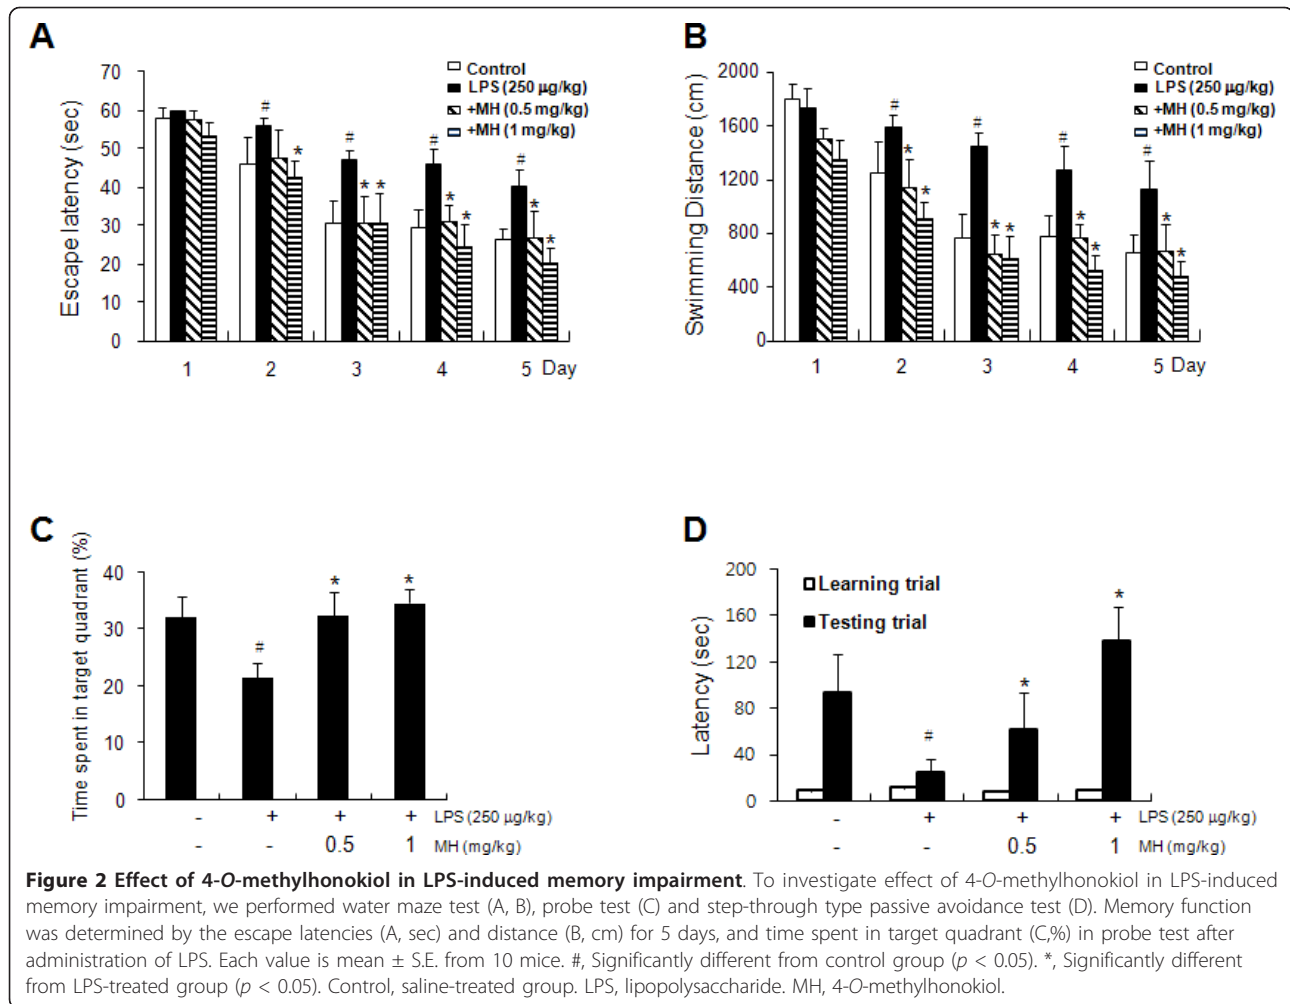 A
Escape latency (sec)
70
60
50
40
30
20
10
0
Control
LPS (250 µg/kg)
+MH (0.5 mg/kg)
+MH (1 mg/kg)
# *
# * *
# * *
# * *
1 2 3 4 5 Day
B
Swimming Distance (cm)
2000
1600
1200
800
400
0
Control
LPS (250 µg/kg)
+MH (0.5 mg/kg)
+MH (1 mg/kg)
# * *
# * *
# * *
# * *
1 2 3 4 5 Day
C
Time spent in target quadrant (%)
40
30
20
10
0
# * *
- + + + LPS (250 µg/kg)
- - 0.5 1 MH (mg/kg)
D
Latency (sec)
200
160
120
80
40
0
Learning trial
Testing trial
# * *
- + + + LPS (250 µg/kg)
- - 0.5 1 MH (mg/kg)
Figure 2 Effect of 4-O-methylhonokiol in LPS-induced memory impairment. To investigate effect of 4-O-methylhonokiol in LPS-induced
memory impairment, we performed water maze test (A, B), probe test (C) and step-through type passive avoidance test (D). Memory function
was determined by the escape latencies (A, sec) and distance (B, cm) for 5 days, and time spent in target quadrant (C,%) in probe test after
administration of LPS. Each value is mean ± S.E. from 10 mice. #, Significantly different from control group (p < 0.05). *, Significantly different
from LPS-treated group (p < 0.05). Control, saline-treated group. LPS, lipopolysaccharide. MH, 4-O-methylhonokiol.